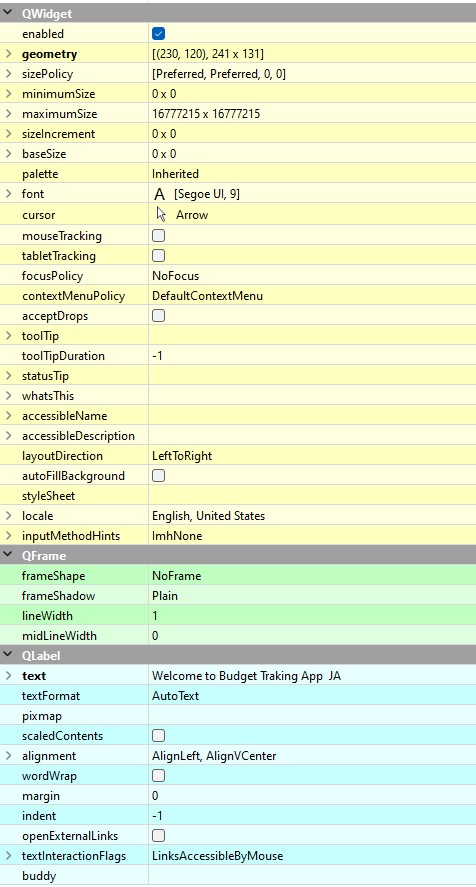 QWidget
enabled
geometry [(230, 120), 241 x 131]
sizePolicy [Preferred, Preferred, 0, 0]
minimumSize 0 x 0
maximumSize 16777215 x 16777215
sizeIncrement 0 x 0
baseSize 0 x 0
palette Inherited
font A [Segoe UI, 9]
cursor Arrow
mouseTracking
tabletTracking
focusPolicy NoFocus
contextMenuPolicy DefaultContextMenu
acceptDrops
toolTip
toolTipDuration -1
statusTip
whatsThis
accessibleName
accessibleDescription
layoutDirection LeftToRight
autoFillBackground
styleSheet
locale English, United States
inputMethodHints ImhNone
QFrame
frameShape NoFrame
frameShadow Plain
lineWidth 1
midLineWidth 0
QLabel
text Welcome to Budget Traking App JA
textFormat AutoText
pixmap
scaledContents
alignment AlignLeft, AlignVCenter
wordWrap
margin 0
indent -1
openExternalLinks
textInteractionFlags LinksAccessibleByMouse
buddy